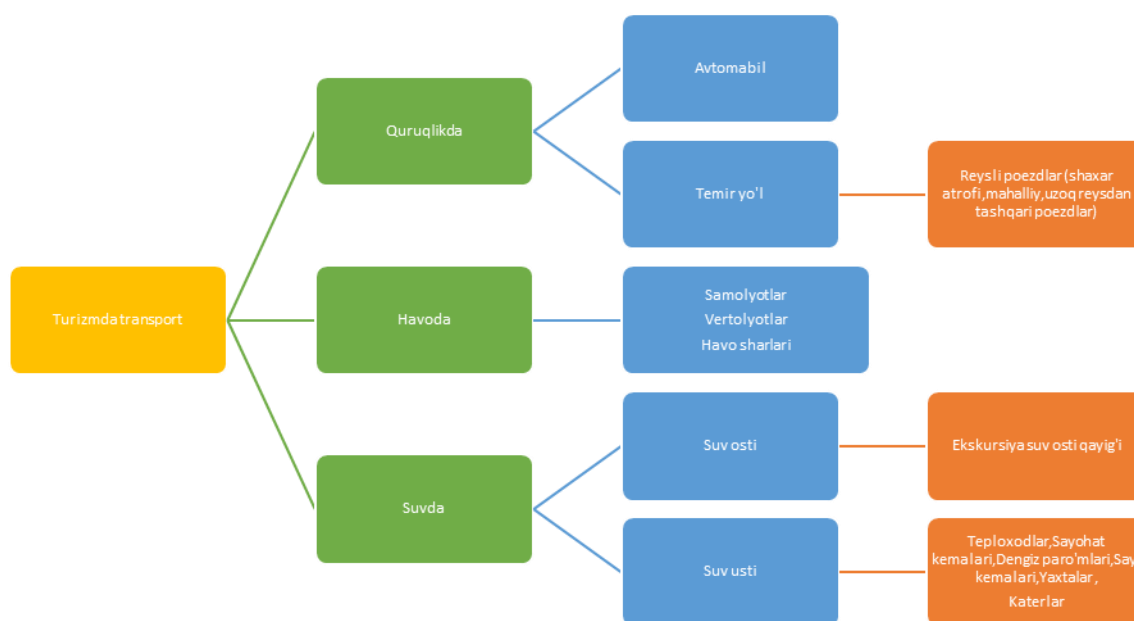 Avtomabil
Quruqlikda
Temir yo'l
Reysli poezdlar(shaxar
atrofi,mahalliy,uzoq reysdan
tashqari poezdlar)
Turizmda transport
Havoda
Samolyotlar
Vertolyotlar
Havo sharlari
Suv osti
Ekskursiya suv osti qayig'i
Suvda
Suv usti
Teploxodlar,Sayohat
kemalari,Dengiz paro'mlari,
kemalari,Yaxtalar,
Katerlar